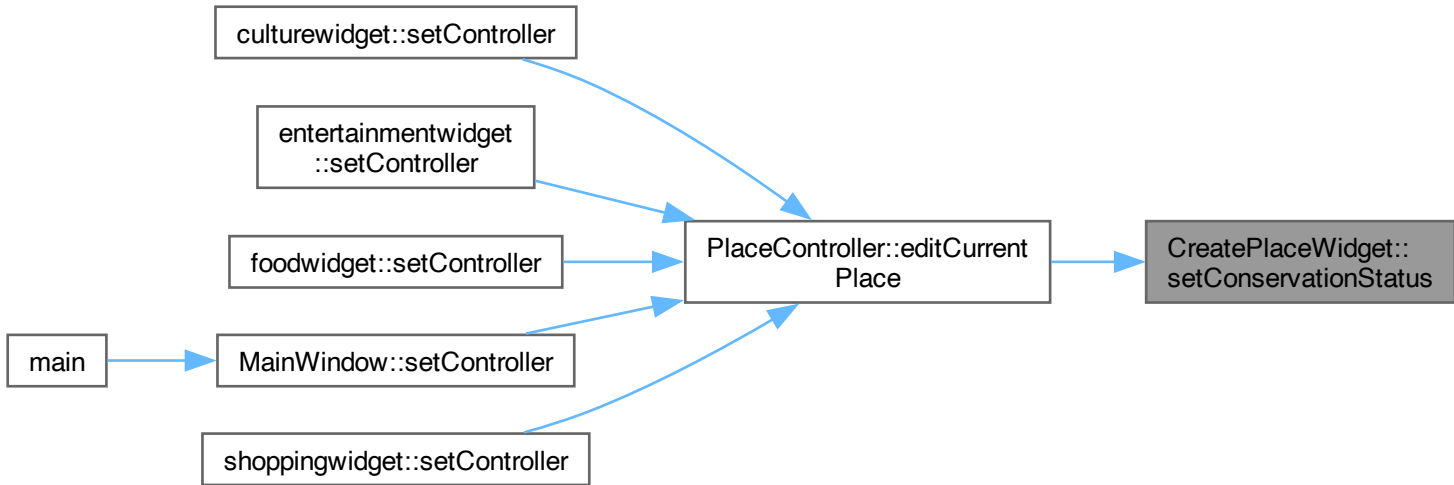 culturewidget::setController
entertainmentwidget
::setController
foodwidget::setController
main
MainWindow::setController
shoppingwidget::setController
PlaceController::editCurrent
Place
CreatePlaceWidget::
setConservationStatus